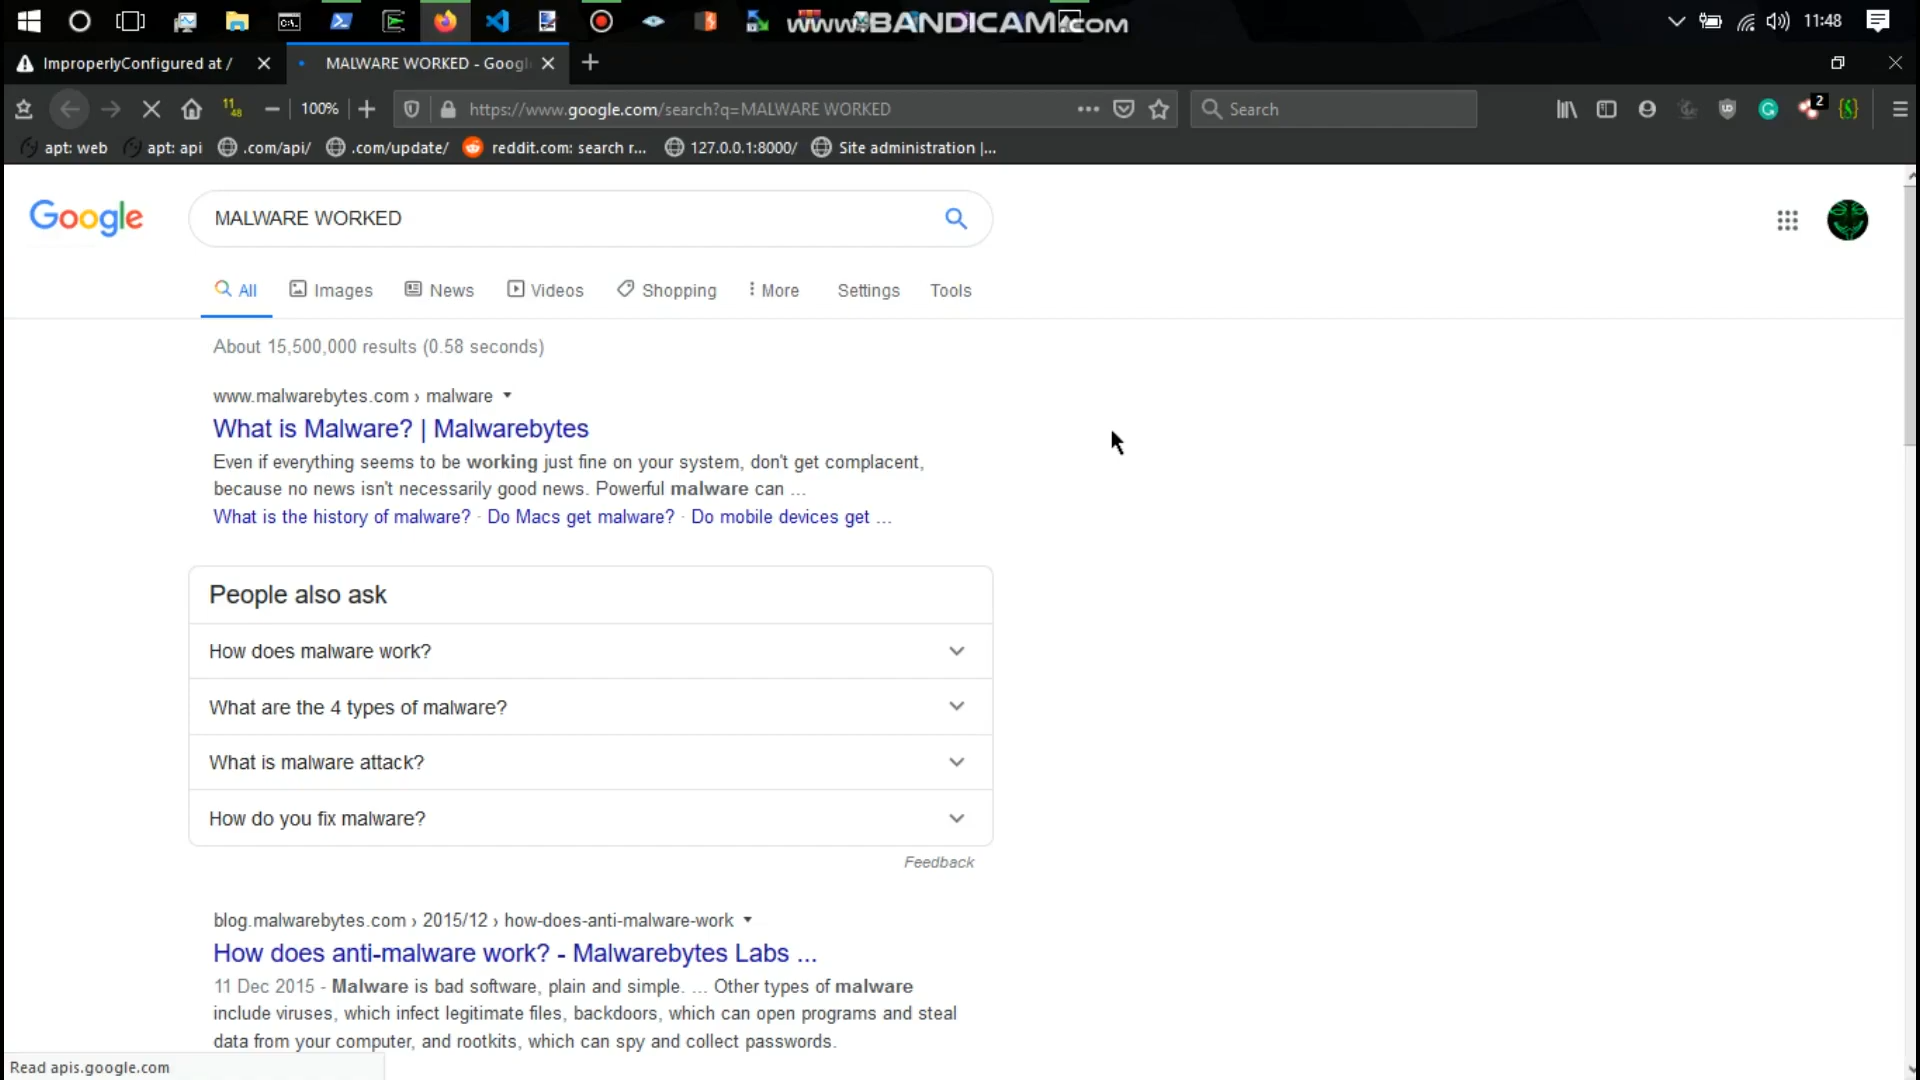 www.BANDICAM.com
11:48
ImproperlyConfigured at /
MALWARE WORKED - Googl
11
48
100%
https://www.google.com/search?q=MALWARE WORKED
Search
2
apt: web
apt: api
.com/api/
.com/update/
reddit.com: search r...
127.0.0.1:8000/
Site administration |...
Google
MALWARE WORKED
All
Images
News
Videos
Shopping
More
Settings
Tools
About 15,500,000 results (0.58 seconds)
www.malwarebytes.com › malware
What is Malware? | Malwarebytes
Even if everything seems to be working just fine on your system, don't get complacent,
because no news isn't necessarily good news. Powerful malware can ...
What is the history of malware? · Do Macs get malware? · Do mobile devices get ...
People also ask
How does malware work?
What are the 4 types of malware?
What is malware attack?
How do you fix malware?
Feedback
blog.malwarebytes.com › 2015/12 › how-does-anti-malware-work
How does anti-malware work? - Malwarebytes Labs ...
11 Dec 2015 - Malware is bad software, plain and simple. ... Other types of malware
include viruses, which infect legitimate files, backdoors, which can open programs and steal
data from your computer, and rootkits, which can spy and collect passwords.
Read apis.google.com